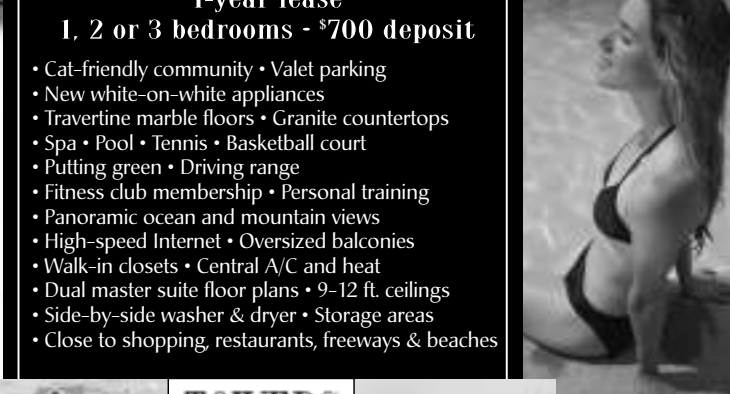 1-year lease
1, 2 or 3 bedrooms - $700 deposit
• Cat-friendly community • Valet parking
• New white-on-white appliances
• Travertine marble floors • Granite countertops
• Spa • Pool • Tennis • Basketball court
• Putting green • Driving range
• Fitness club membership • Personal training
• Panoramic ocean and mountain views
• High-speed Internet • Oversized balconies
• Walk-in closets • Central A/C and heat
• Dual master suite floor plans • 9-12 ft. ceilings
• Side-by-side washer & dryer • Storage areas
• Close to shopping, restaurants, freeways & beaches